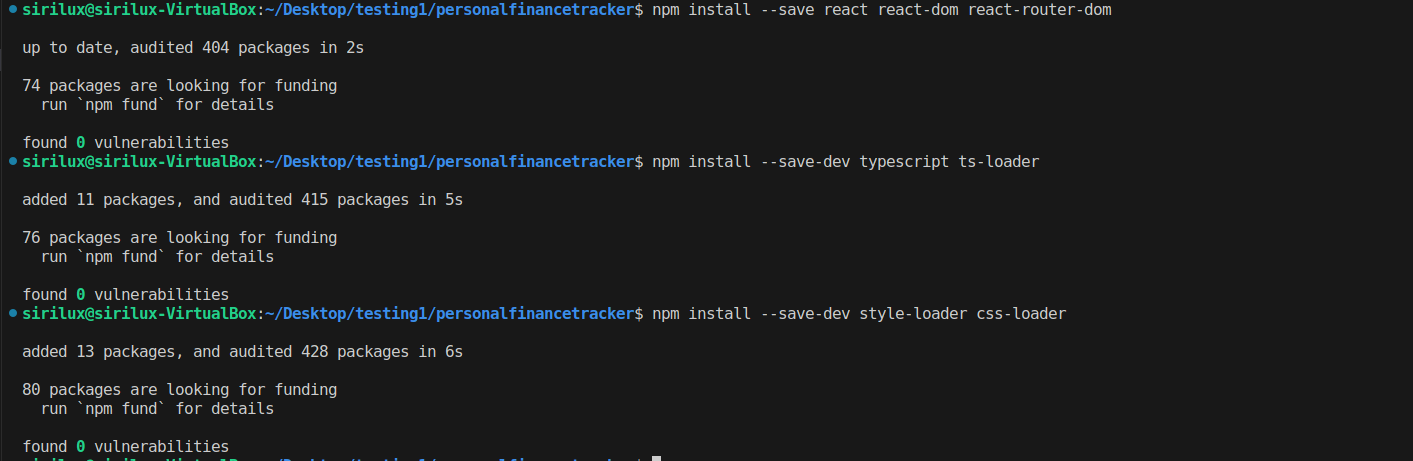 sirilux@sirilux-VirtualBox:~/Desktop/testing1/personalfinancetracker$ npm install --save react react-dom react-router-dom
up to date, audited 404 packages in 2s
74 packages are looking for funding
run `npm fund` for details
found 0 vulnerabilities
sirilux@sirilux-VirtualBox:~/Desktop/testing1/personalfinancetracker$ npm install --save-dev typescript ts-loader
added 11 packages, and audited 415 packages in 5s
76 packages are looking for funding
run `npm fund` for details
found 0 vulnerabilities
sirilux@sirilux-VirtualBox:~/Desktop/testing1/personalfinancetracker$ npm install --save-dev style-loader css-loader
added 13 packages, and audited 428 packages in 6s
80 packages are looking for funding
run `npm fund` for details
found 0 vulnerabilities